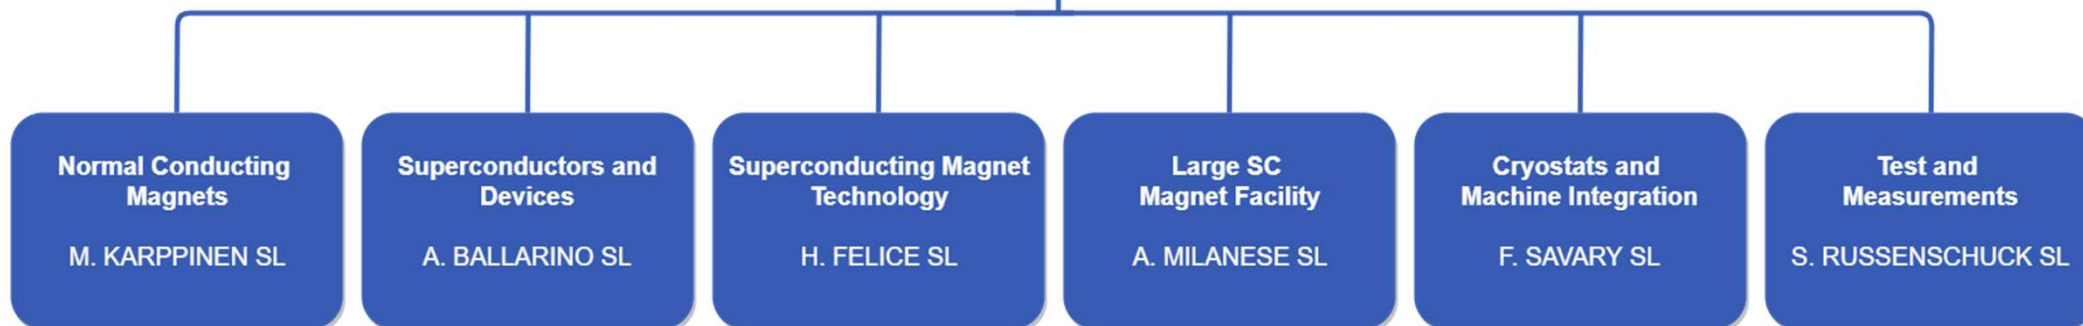 Normal Conducting
Magnets
M. KARPPINEN SL
Superconductors and
Devices
A. BALLARINO SL
Superconducting Magnet
Technology
H. FELICE SL
Large SC
Magnet Facility
A. MILANESE SL
Cryostats and
Machine Integration
F. SAVARY SL
Test and
Measurements
S. RUSSENSCHUCK SL